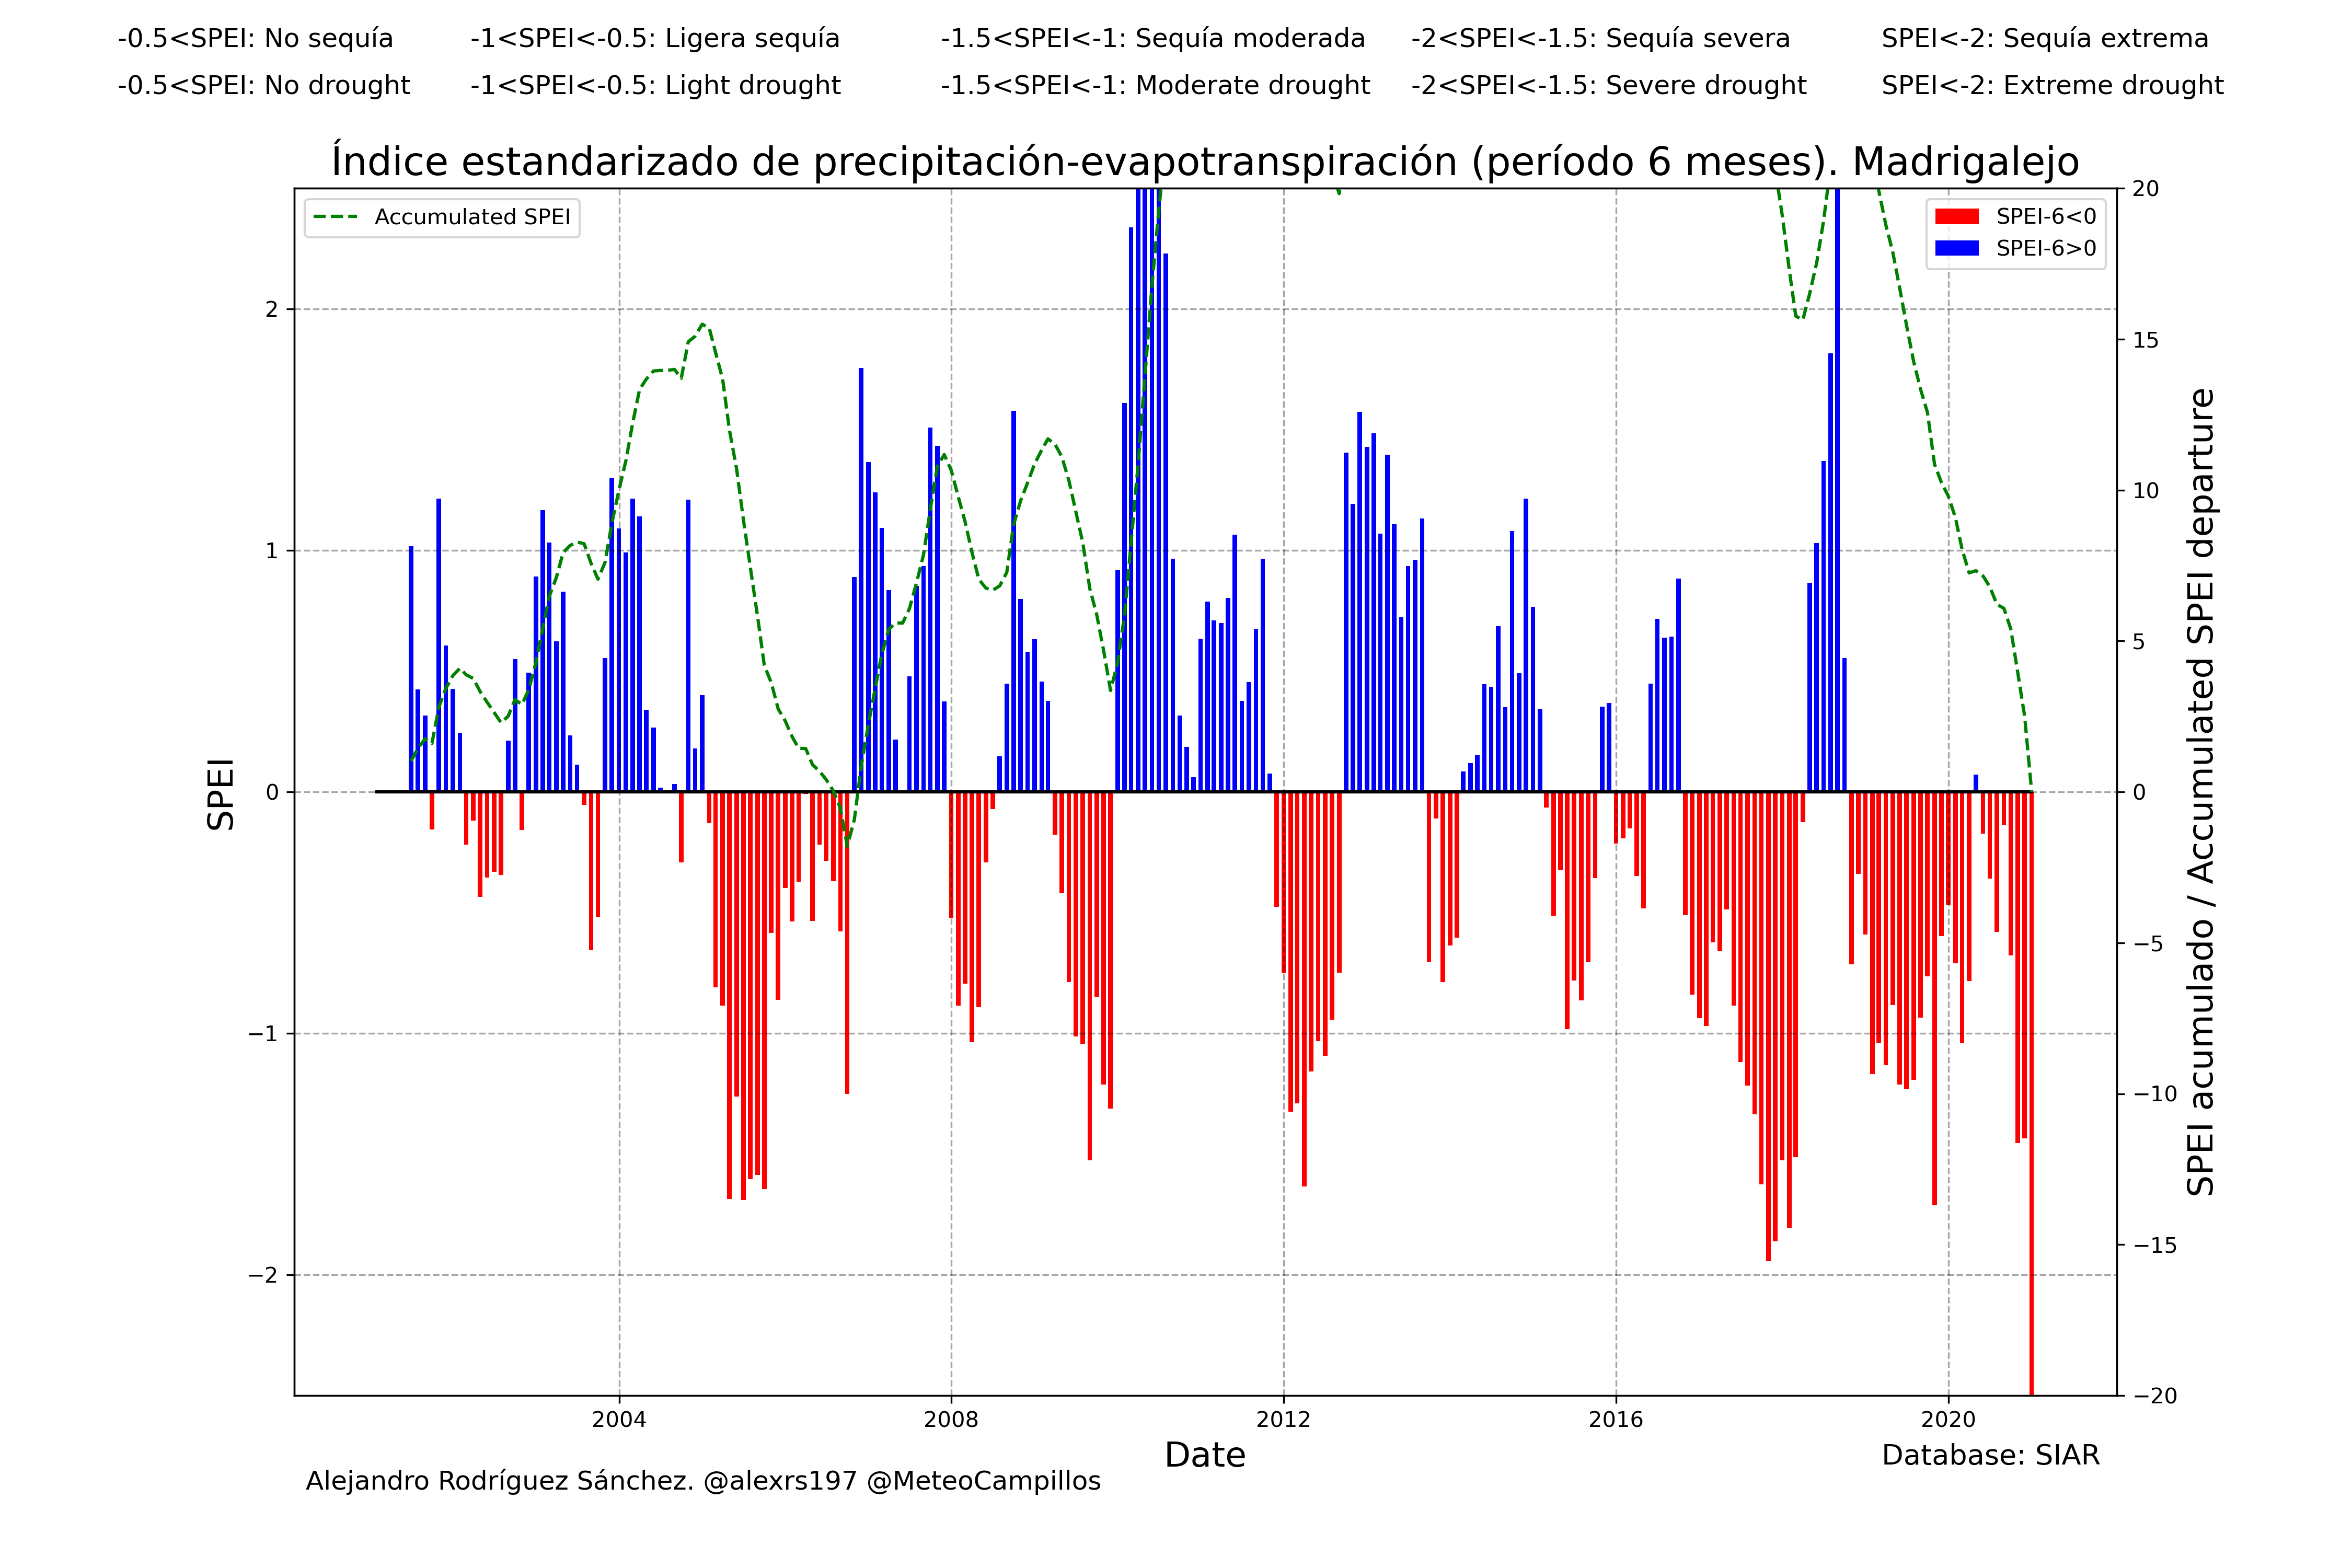 -0.5<SPEI: No sequía -1<SPEI<-0.5: Ligera sequía -1.5<SPEI<-1: Sequía moderada -2<SPEI<-1.5: Sequía severa SPEI<-2: Sequía extrema
-0.5<SPEI: No drought -1<SPEI<-0.5: Light drought -1.5<SPEI<-1: Moderate drought -2<SPEI<-1.5: Severe drought SPEI<-2: Extreme drought
Índice estandarizado de precipitación-evapotranspiración (período 6 meses). Madrigalejo
Accumulated SPEI
SPEI-6<0
SPEI-6>0
SPEI
2
1
0
−1
−2
20
15
10
5
0
−5
−10
−15
−20
SPEI acumulado / Accumulated SPEI departure
2004 2008 2012 2016 2020
Date
Database: SIAR
Alejandro Rodríguez Sánchez. @alexrs197 @MeteoCampillos